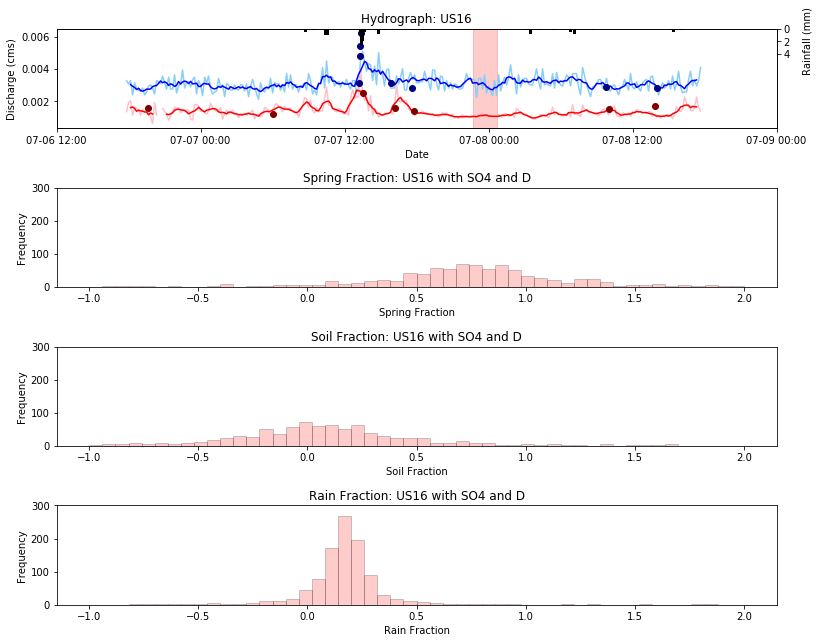 Hydrograph: US16
0.006
0.004
0.002
Discharge (cms)
0
2
4
Rainfall (mm)
07-06 12:00 07-07 00:00 07-07 12:00 07-08 00:00 07-08 12:00 07-09 00:00
Date
Spring Fraction: US16 with SO4 and D
300
200
100
0
Frequency
−1.0 −0.5 0.0 0.5 1.0 1.5 2.0
Spring Fraction
Soil Fraction: US16 with SO4 and D
300
200
100
0
Frequency
−1.0 −0.5 0.0 0.5 1.0 1.5 2.0
Soil Fraction
Rain Fraction: US16 with SO4 and D
300
200
100
0
Frequency
−1.0 −0.5 0.0 0.5 1.0 1.5 2.0
Rain Fraction